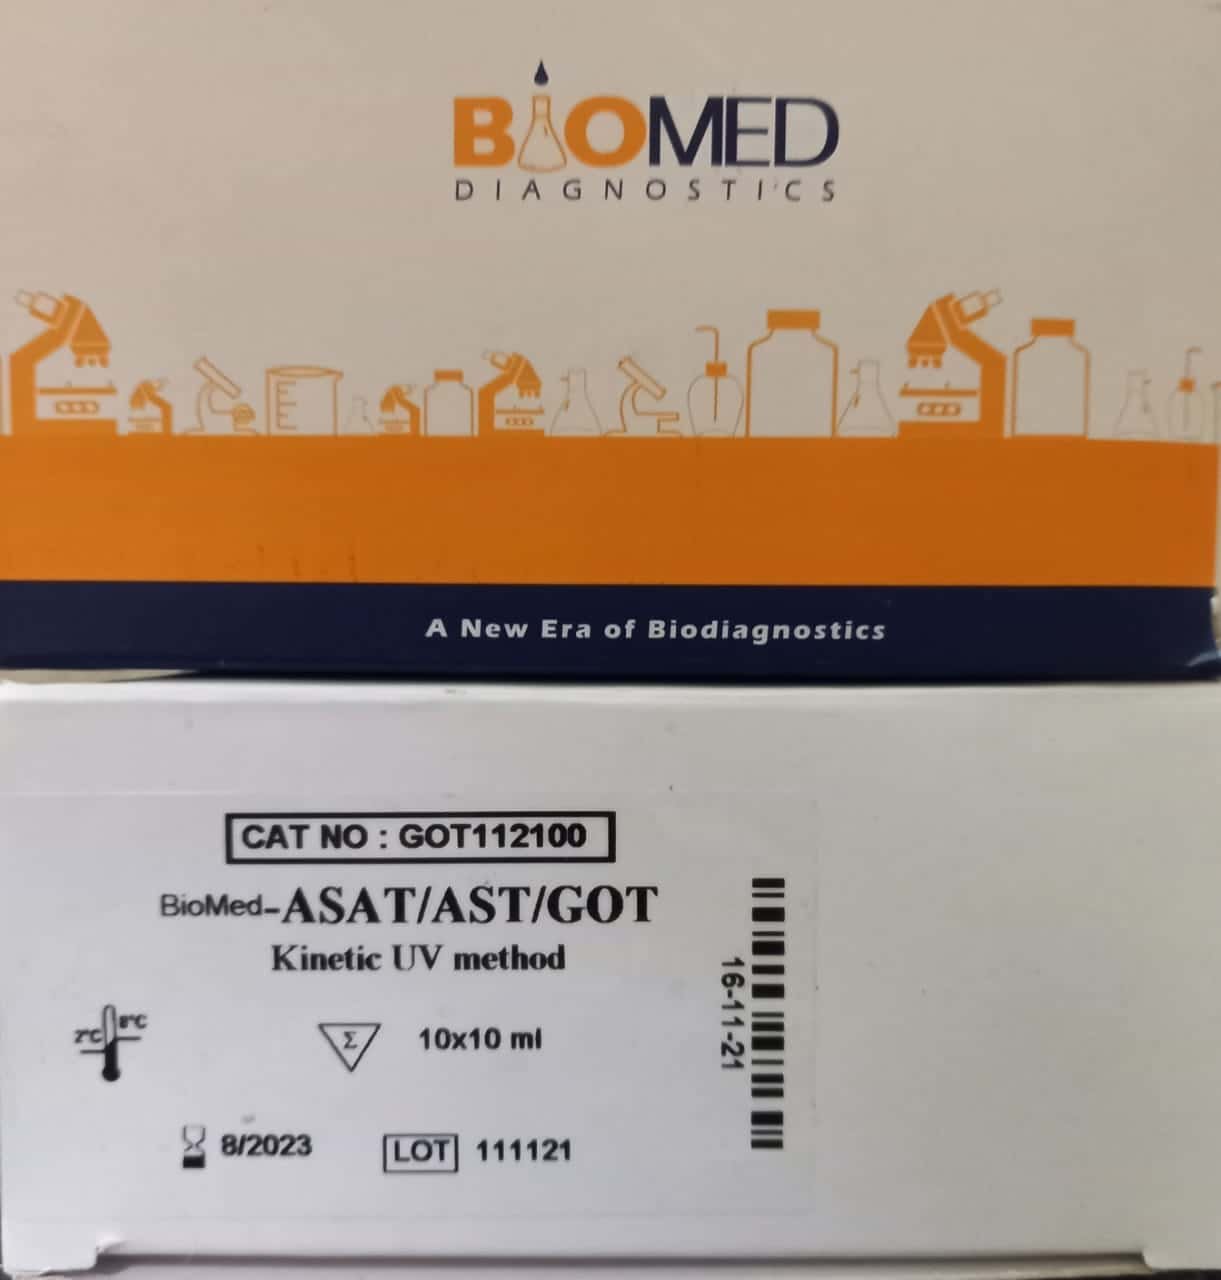 BIOMED
DIAGNOSTICS
A New Era of Biodiagnostics
CAT NO : GOT112100
BioMed-ASAT/AST/GOT
Kinetic UV method
2°C 8°C
Σ 10x10 ml
8/2023 LOT 111121
16-11-21